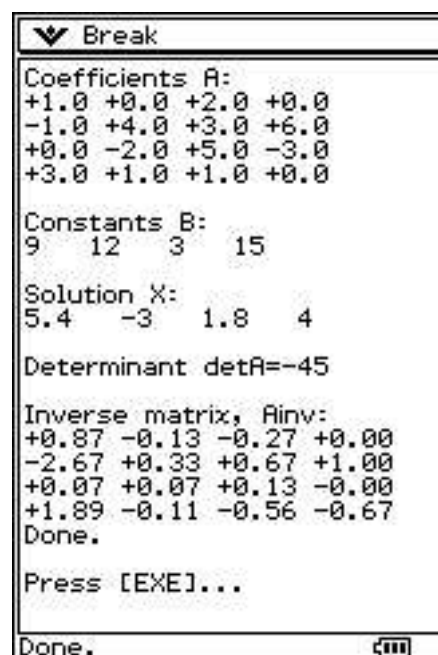 Break
Coefficients A:
+1.0 +0.0 +2.0 +0.0
-1.0 +4.0 +3.0 +6.0
+0.0 -2.0 +5.0 -3.0
+3.0 +1.0 +1.0 +0.0
Constants B:
9 12 3 15
Solution X:
5.4 -3 1.8 4
Determinant detA=-45
Inverse matrix, Ainv:
+0.87 -0.13 -0.27 +0.00
-2.67 +0.33 +0.67 +1.00
+0.07 +0.07 +0.13 -0.00
+1.89 -0.11 -0.56 -0.67
Done.
Press [EXE]...
Done.